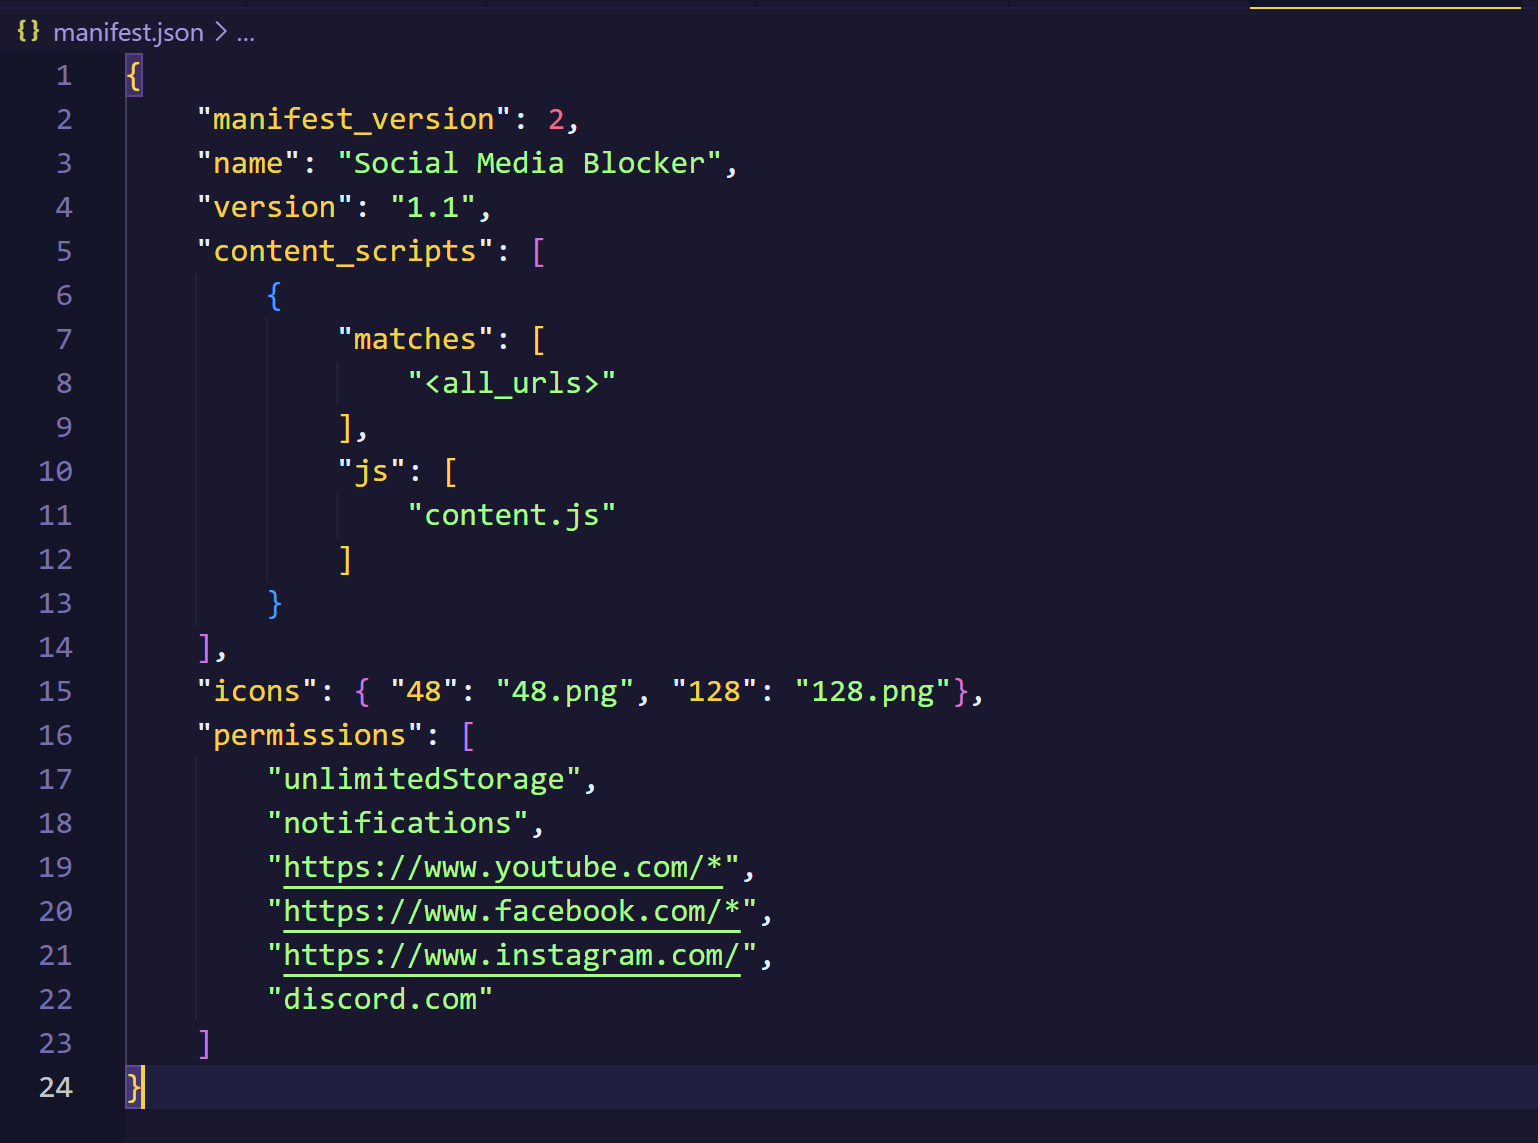 {} manifest.json > ...
1 {
2 "manifest_version": 2,
3 "name": "Social Media Blocker",
4 "version": "1.1",
5 "content_scripts": [
6 {
7 "matches": [
8 "<all_urls>"
9 ],
10 "js": [
11 "content.js"
12 ]
13 }
14 ],
15 "icons": { "48": "48.png", "128": "128.png"},
16 "permissions": [
17 "unlimitedStorage",
18 "notifications",
19 "https://www.youtube.com/*",
20 "https://www.facebook.com/*",
21 "https://www.instagram.com/",
22 "discord.com"
23 ]
24 }